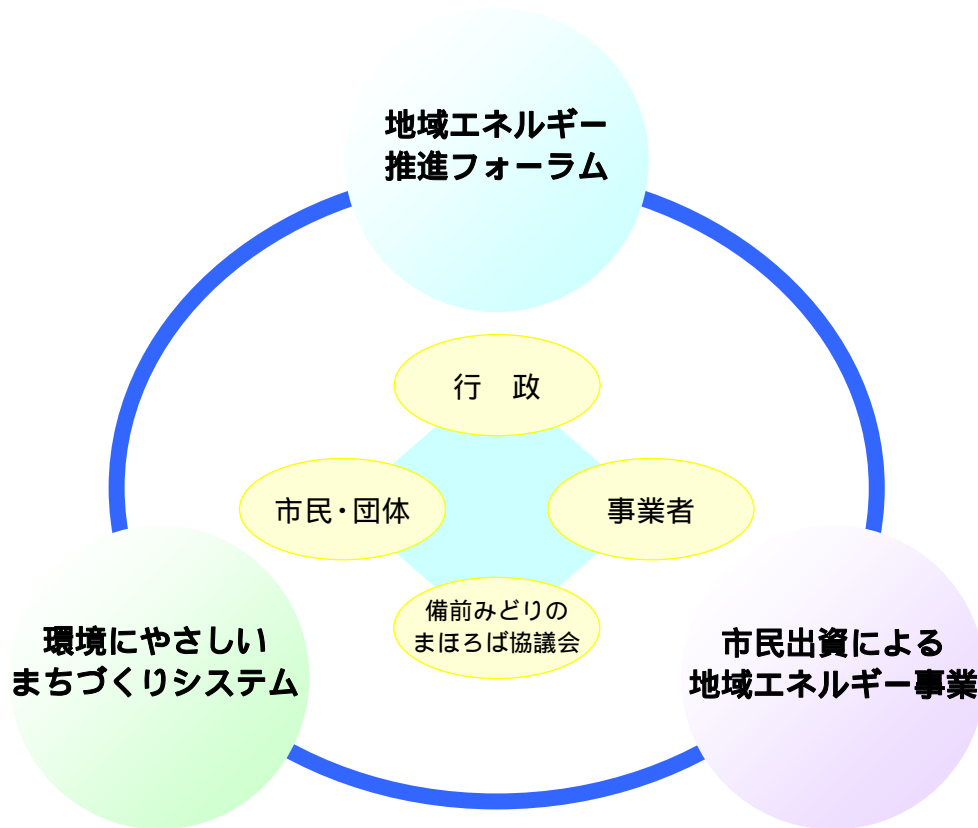 地域エネルギー
推進フォーラム
行　政
市民・団体
事業者
備前みどりの
まほろば協議会
環境にやさしい
まちづくりシステム
市民出資による
地域エネルギー事業